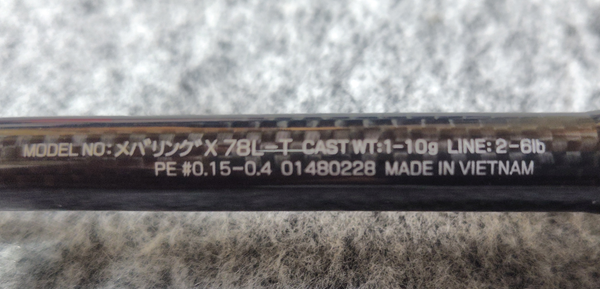 MODEL NO: メバリング X 78L-T CAST WT:1-10g LINE:2-6lb
PE #0.15-0.4 01480228 MADE IN VIETNAM